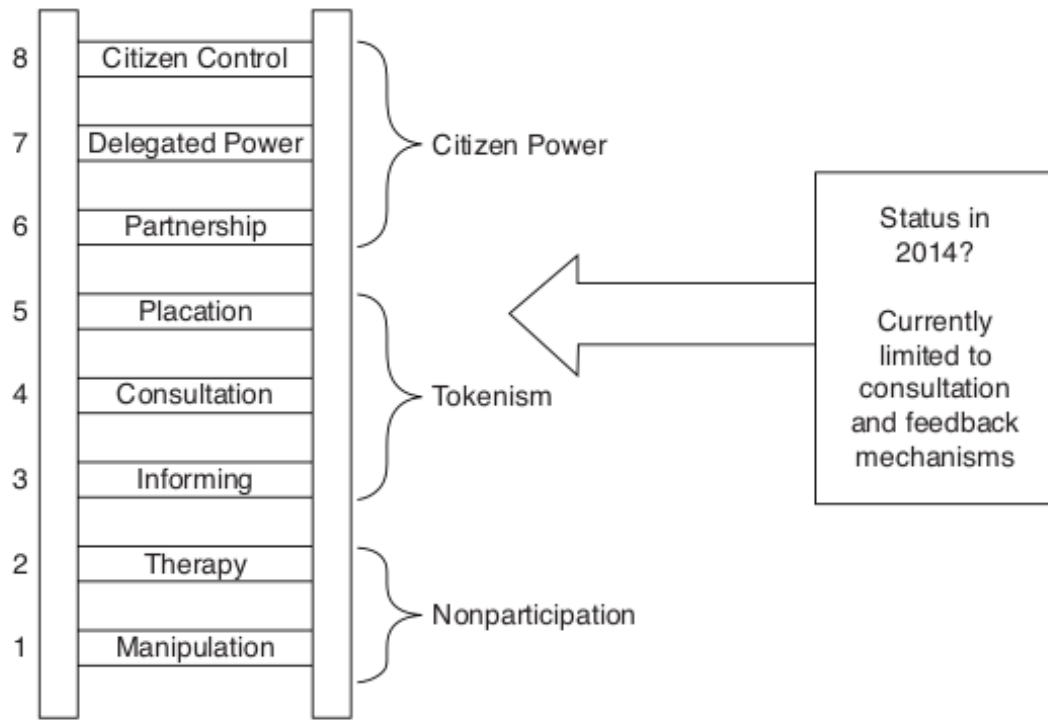 8 Citizen Control
7 Delegated Power
Citizen Power
6 Partnership
5 Placation
4 Consultation
Tokenism
3 Informing
2 Therapy
Nonparticipation
1 Manipulation
Status in
2014?
Currently
limited to
consultation
and feedback
mechanisms